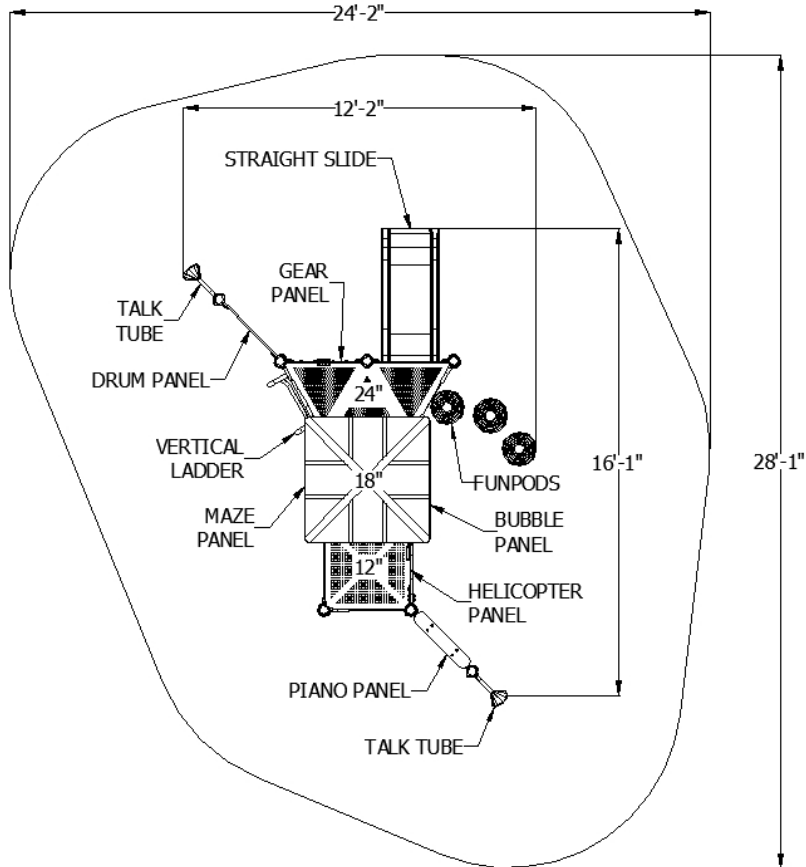 24'-2"
12'-2"
STRAIGHT SLIDE
GEAR
PANEL
TALK
TUBE
DRUM PANEL
24"
VERTICAL
LADDER
FUNPODS
16'-1"
28'-1"
18"
MAZE
PANEL
BUBBLE
PANEL
12"
HELICOPTER
PANEL
PIANO PANEL
TALK TUBE